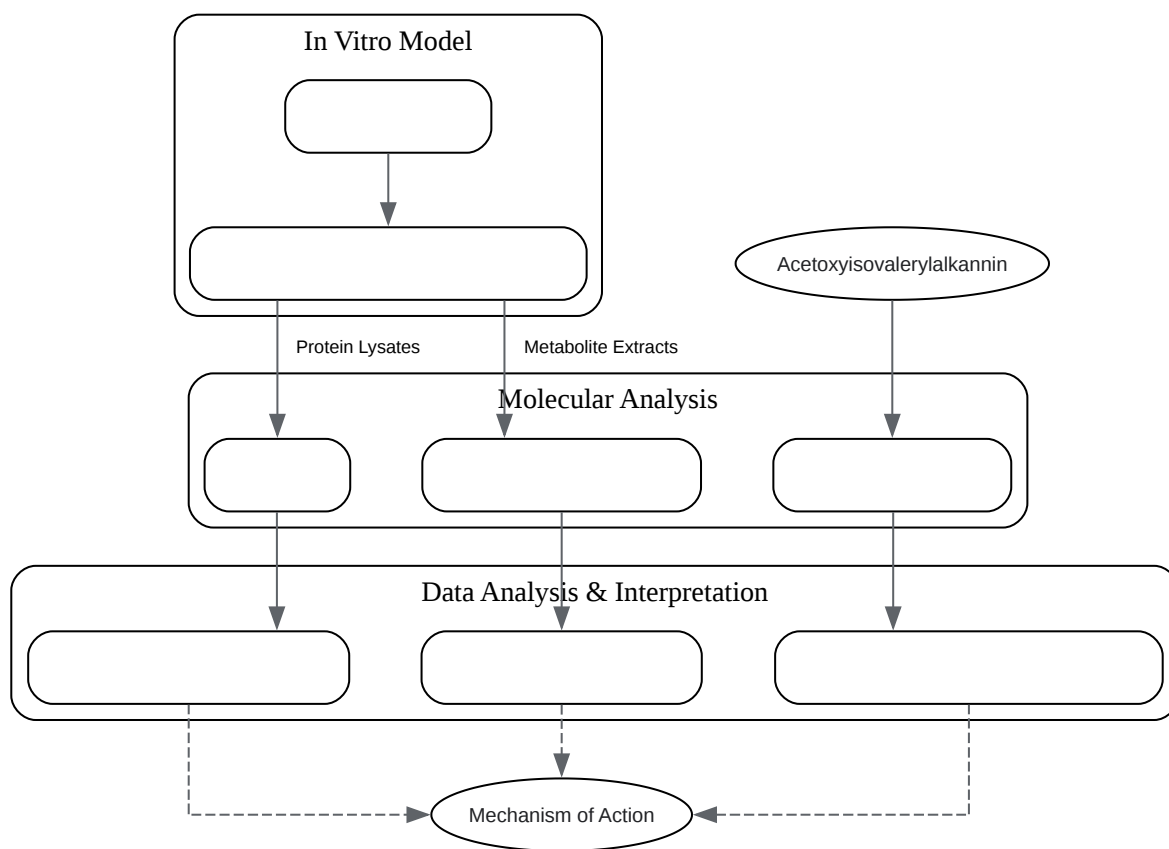 In Vitro Model
Acetoxyisovalerylalkannin
Protein Lysates
Metabolite Extracts
Molecular Analysis
Data Analysis & Interpretation
Mechanism of Action